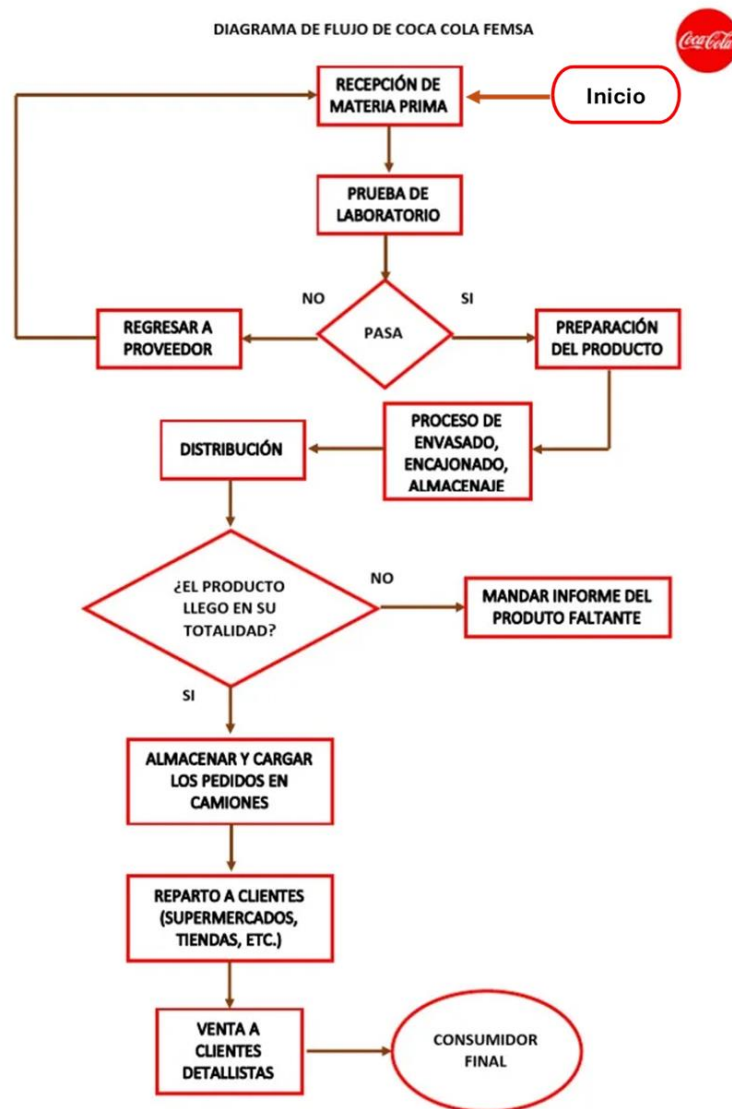 DIAGRAMA DE FLUJO DE COCA COLA FEMSA
Coca-Cola
RECEPCIÓN DE
MATERIA PRIMA
Inicio
PRUEBA DE
LABORATORIO
NO
SI
REGRESAR A
PROVEEDOR
PASA
PREPARACIÓN
DEL PRODUCTO
DISTRIBUCIÓN
PROCESO DE
ENVASADO,
ENCAJONADO,
ALMACENAJE
¿EL PRODUCTO
LLEGO EN SU
TOTALIDAD?
NO
MANDAR INFORME DEL
PRODUTO FALTANTE
SI
ALMACENAR Y CARGAR
LOS PEDIDOS EN
CAMIONES
REPARTO A CLIENTES
(SUPERMERCADOS,
TIENDAS, ETC.)
VENTA A
CLIENTES
DETALLISTAS
CONSUMIDOR
FINAL